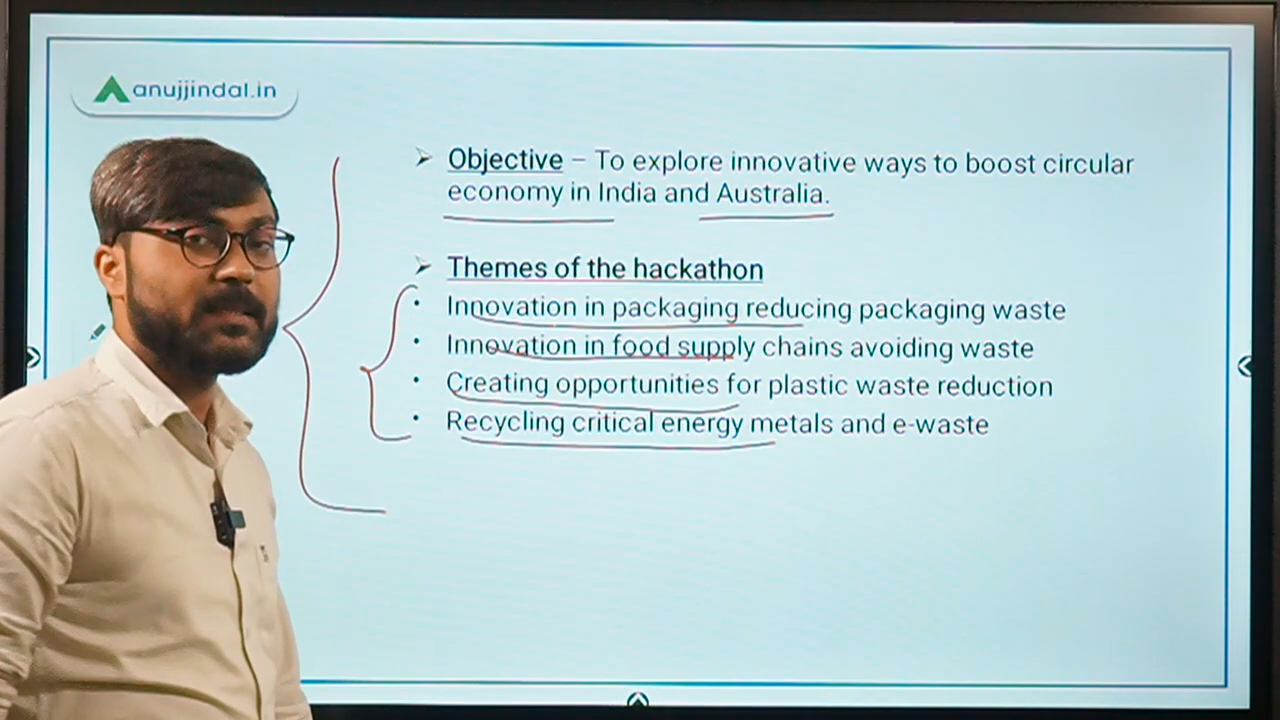 anujjindal.in
➢ Objective – To explore innovative ways to boost circular
economy in India and Australia.
➢ Themes of the hackathon
• Innovation in packaging reducing packaging waste
• Innovation in food supply chains avoiding waste
• Creating opportunities for plastic waste reduction
• Recycling critical energy metals and e-waste